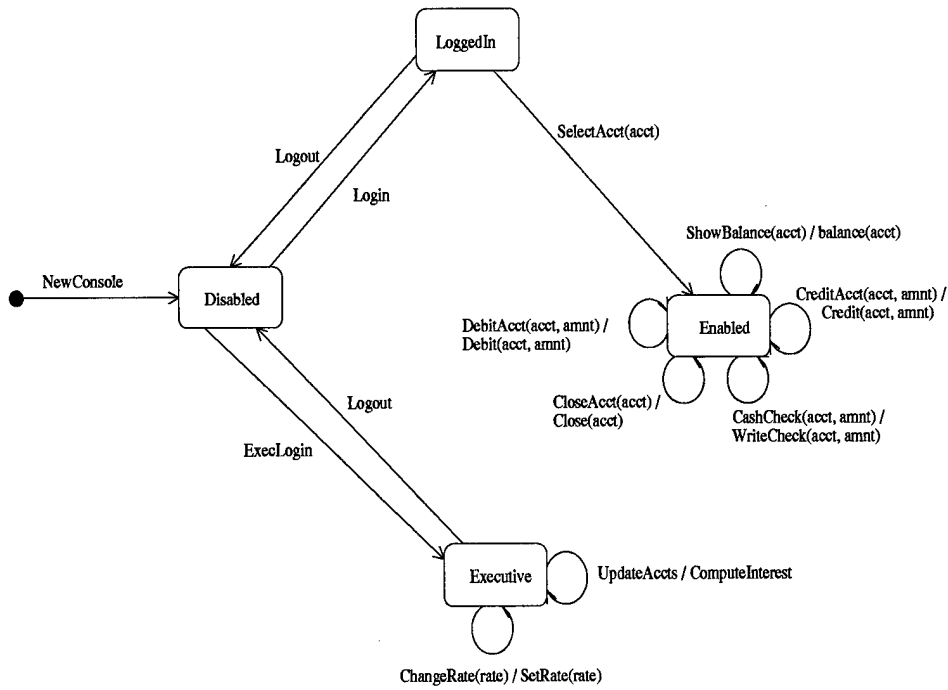 LoggedIn
SelectAcct(acct)
Logout
Login
ShowBalance(acct) / balance(acct)
NewConsole
Disabled
CreditAcct(acct, amnt) /
Credit(acct, amnt)
DebitAcct(acct, amnt) /
Debit(acct, amnt)
Enabled
CloseAcct(acct) /
Close(acct)
CashCheck(acct, amnt) /
WriteCheck(acct, amnt)
Logout
ExecLogin
Executive
UpdateAccts / ComputeInterest
ChangeRate(rate) / SetRate(rate)